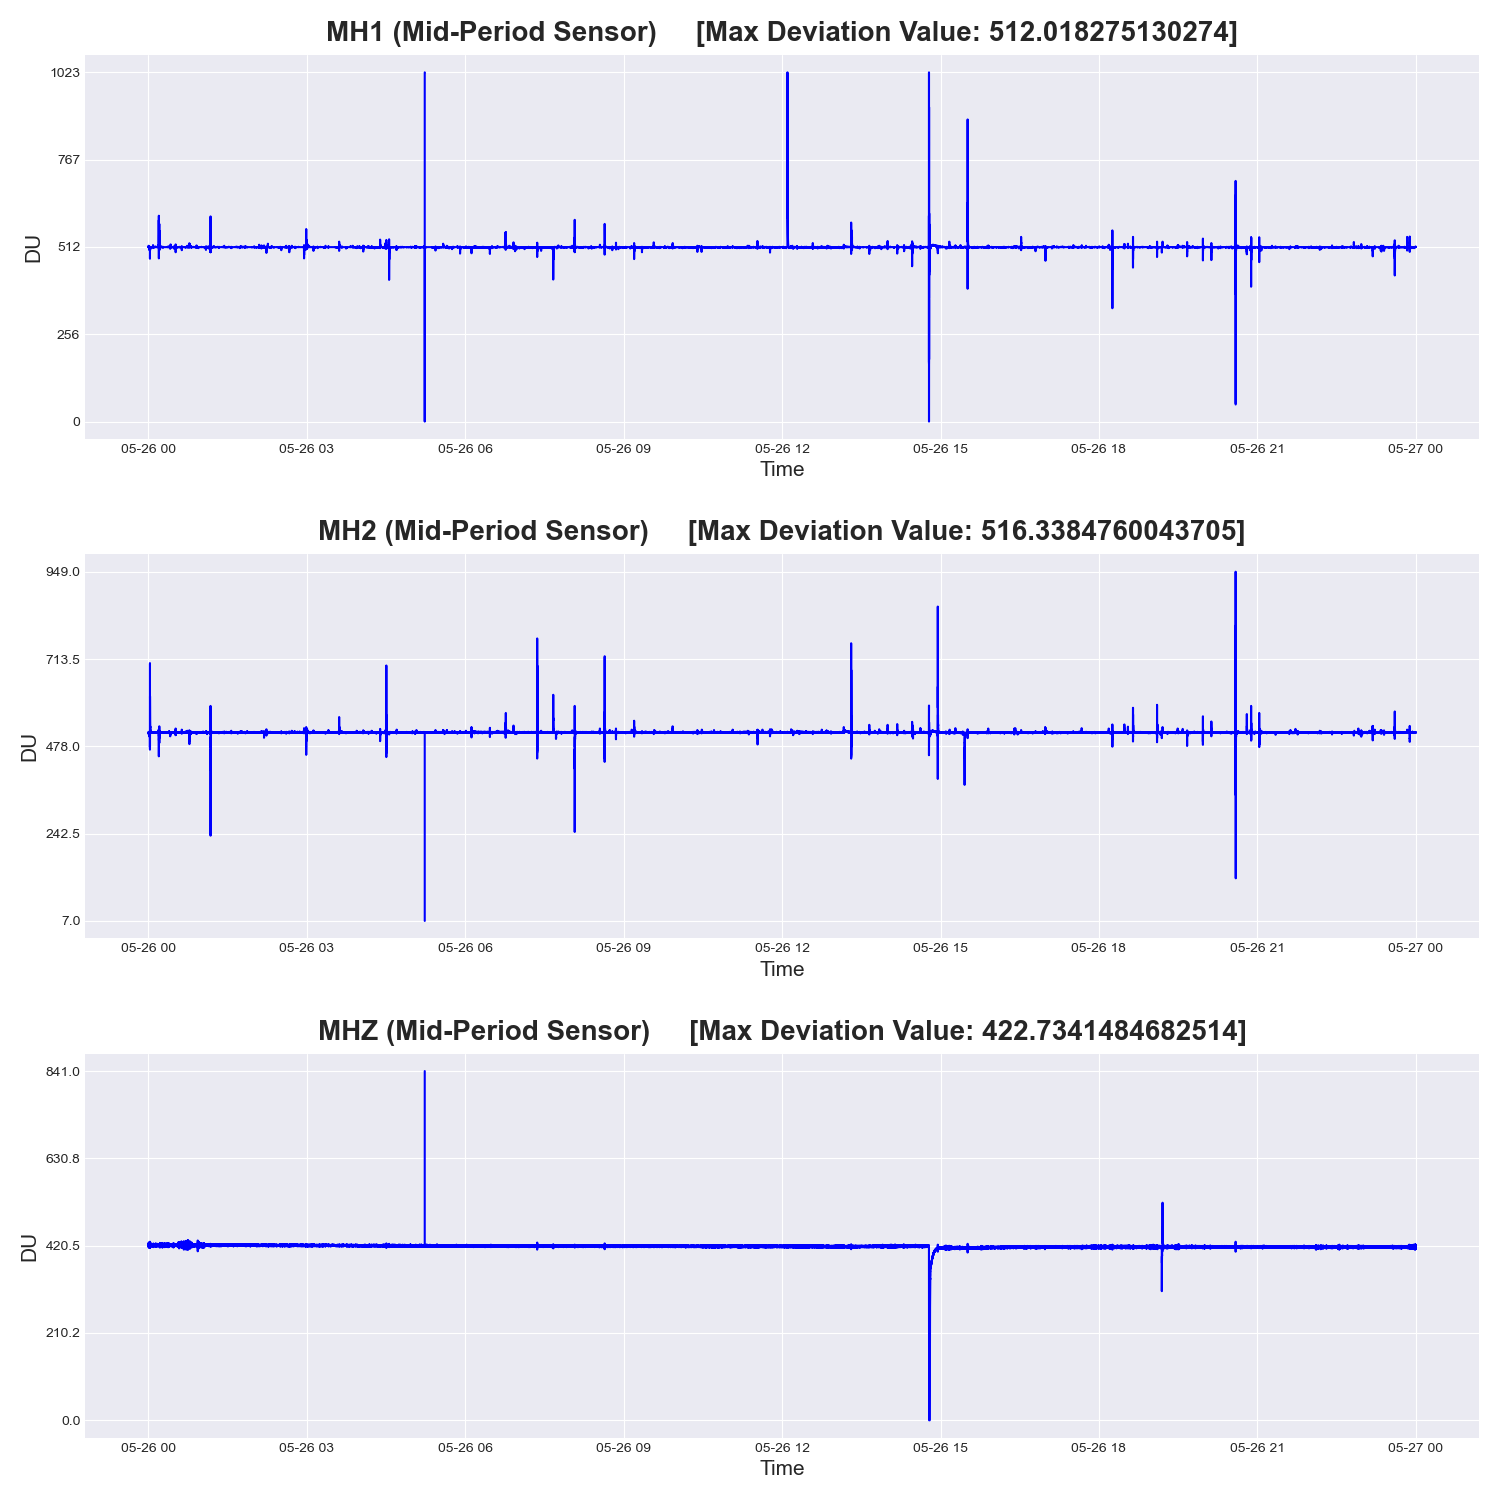 MH1 (Mid-Period Sensor) [Max Deviation Value: 512.018275130274]
1023
767
512
256
0
DU
05-26 00 05-26 03 05-26 06 05-26 09 05-26 12 05-26 15 05-26 18 05-26 21 05-27 00
Time
MH2 (Mid-Period Sensor) [Max Deviation Value: 516.3384760043705]
949.0
713.5
478.0
242.5
7.0
DU
05-26 00 05-26 03 05-26 06 05-26 09 05-26 12 05-26 15 05-26 18 05-26 21 05-27 00
Time
MHZ (Mid-Period Sensor) [Max Deviation Value: 422.7341484682514]
841.0
630.8
420.5
210.2
0.0
DU
05-26 00 05-26 03 05-26 06 05-26 09 05-26 12 05-26 15 05-26 18 05-26 21 05-27 00
Time